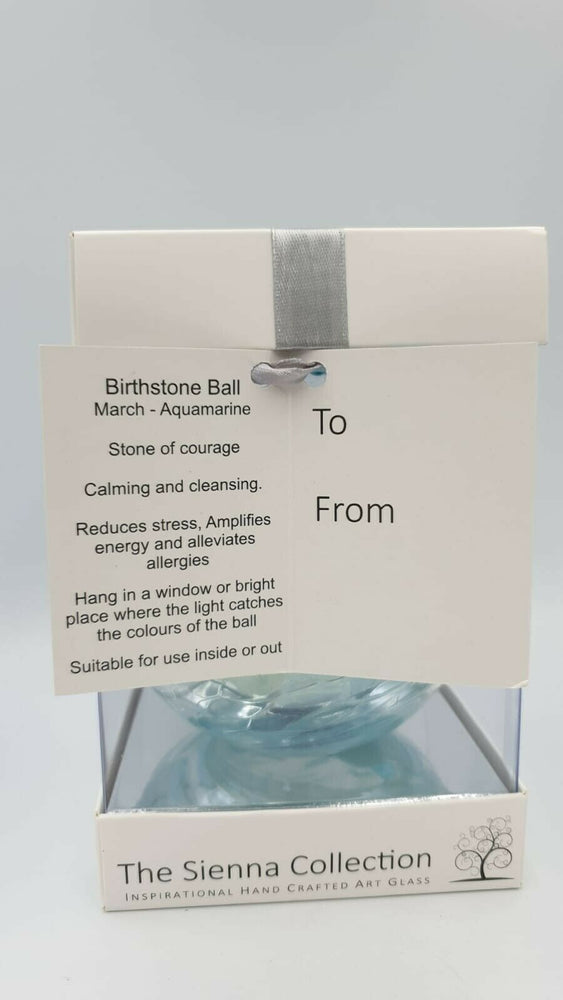 Birthstone Ball
March - Aquamarine
Stone of courage
Calming and cleansing.
Reduces stress, Amplifies
energy and alleviates
allergies
Hang in a window or bright
place where the light catches
the colours of the ball
Suitable for use inside or out
To
From
The Sienna Collection
INSPIRATIONAL HAND CRAFTED ART GLASS